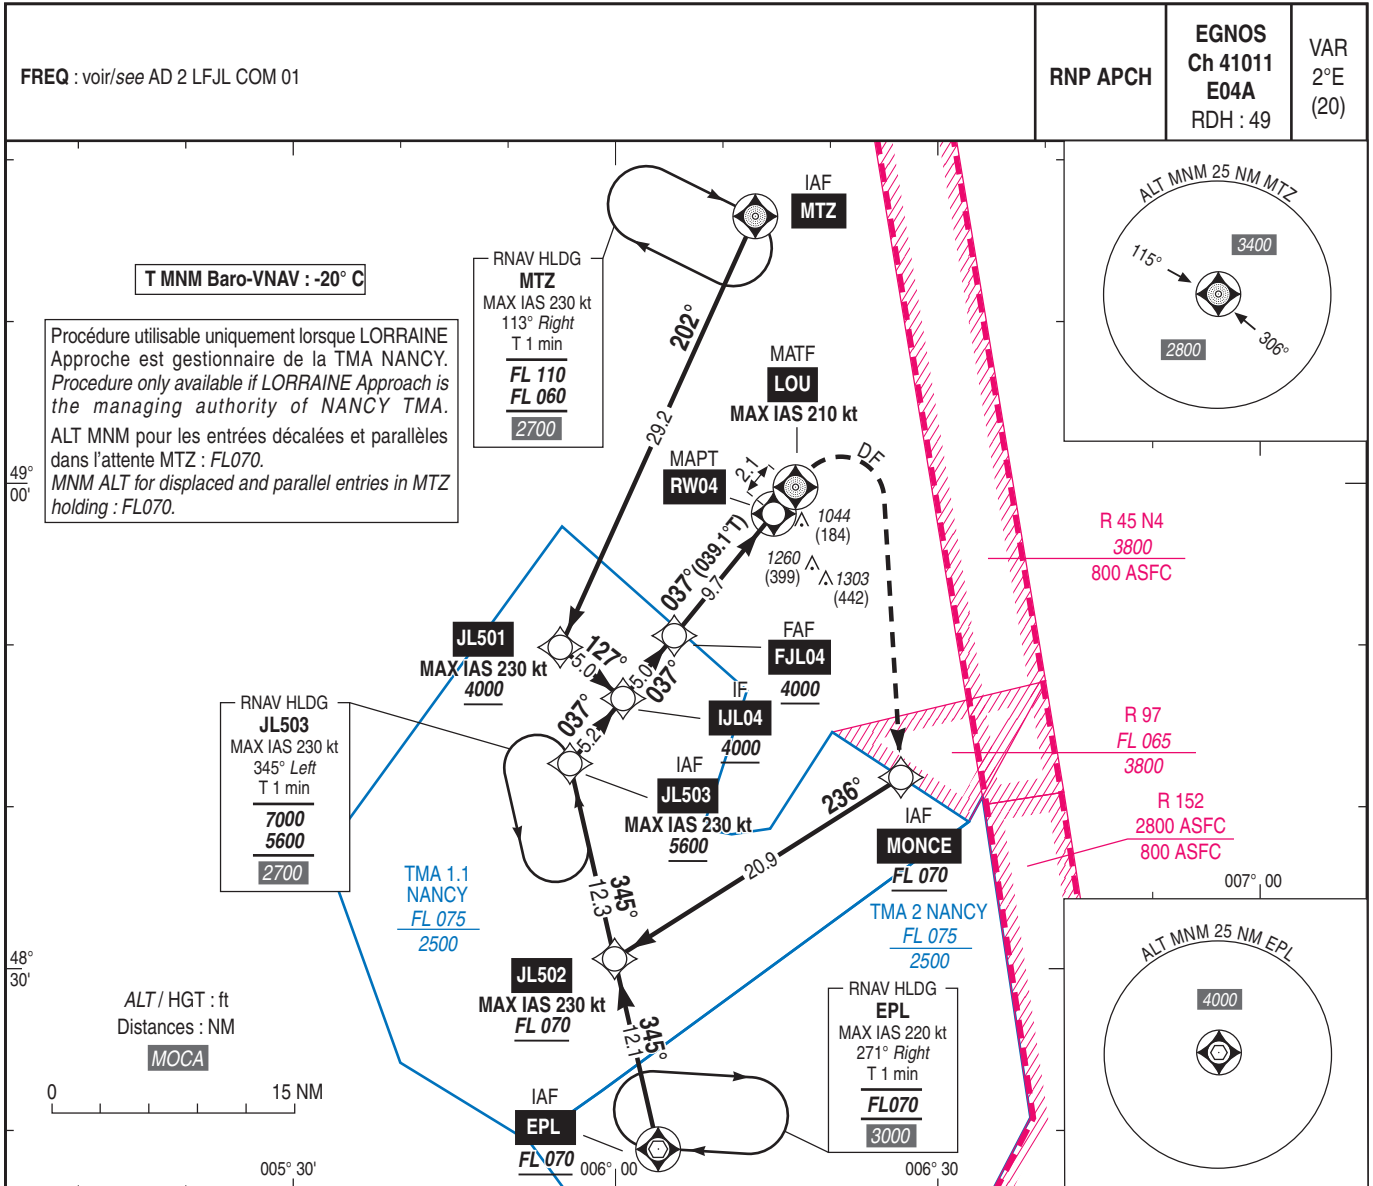 FREQ : voir/see AD 2 LFJL COM 01
RNP APCH
EGNOS
Ch 41011
E04A
RDH : 49
VAR
2°E
(20)
IAF
MTZ
ALT MNM 25 NM MTZ
3400
115°
306°
2800
T MNM Baro-VNAV : -20° C
RNAV HLDG
MTZ
MAX IAS 230 kt
113° Right
T 1 min
FL 110
FL 060
2700
Procédure utilisable uniquement lorsque LORRAINE
Approche est gestionnaire de la TMA NANCY.
Procedure only available if LORRAINE Approach is
the managing authority of NANCY TMA.
ALT MNM pour les entrées décalées et parallèles
dans l'attente MTZ : FL070.
MNM ALT for displaced and parallel entries in MTZ
holding : FL070.
202°
29.2
MATF
LOU
MAX IAS 210 kt
DF
MAPT
RW04
2.1
49°
00'
1044
(184)
1260
(399)
1303
(442)
037° (039.1°T)
9.7
R 45 N4
3800
800 ASFC
JL501
MAX IAS 230 kt
4000
127°
5.0
5.0
037°
FAF
FJL04
4000
IF
IJL04
4000
037°
5.2
RNAV HLDG
JL503
MAX IAS 230 kt
345° Left
T 1 min
7000
5600
2700
IAF
JL503
MAX IAS 230 kt
5600
R 97
FL 065
3800
R 152
2800 ASFC
800 ASFC
236°
20.9
IAF
MONCE
FL 070
TMA 1.1
NANCY
FL 075
2500
345°
12.3
TMA 2 NANCY
FL 075
2500
007° 00
ALT MNM 25 NM EPL
4000
48°
30'
JL502
MAX IAS 230 kt
FL 070
ALT / HGT : ft
Distances : NM
MOCA
0 15 NM
345°
12.1
RNAV HLDG
EPL
MAX IAS 220 kt
271° Right
T 1 min
FL070
3000
IAF
EPL
FL 070
005° 30'
006° 00
006° 30